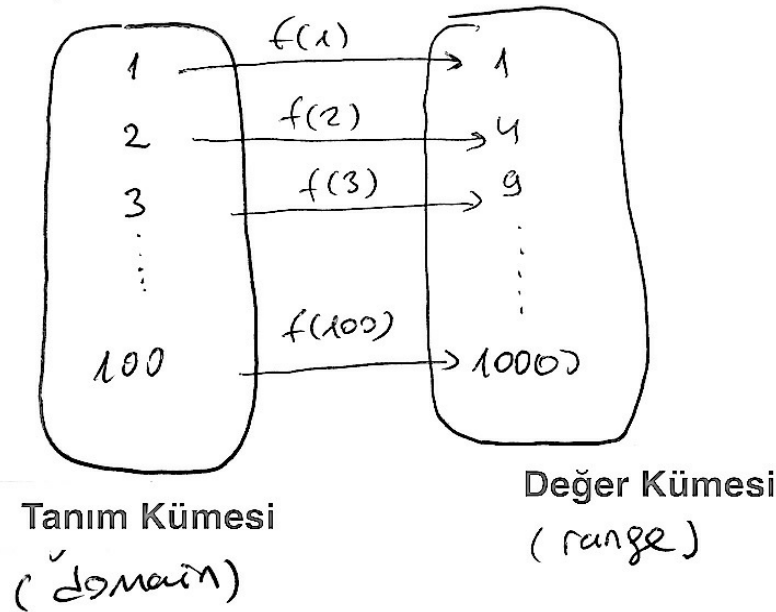 1 f(1) 1
2 f(2) 4
3 f(3) 9
100 f(100) 10000
Tanım Kümesi
(domain)
Değer Kümesi
(range)